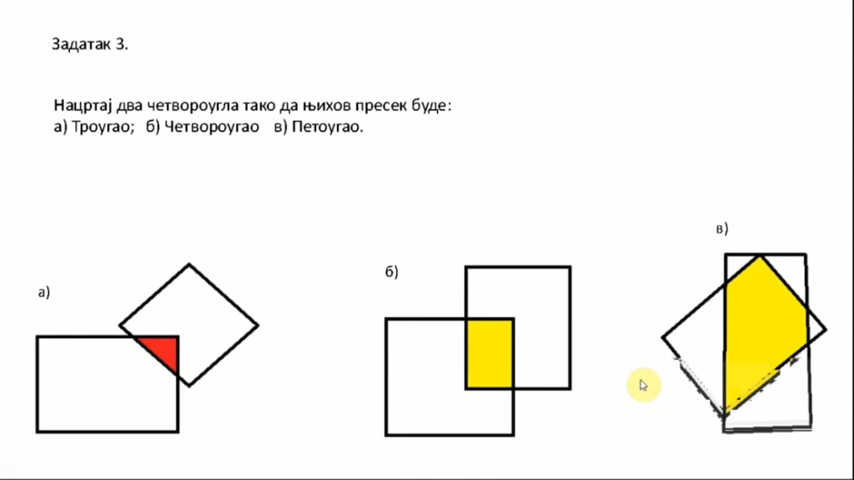 Задатак 3.
Нацртај два четвороугла тако да њихов пресек буде:
а) Троугао; б) Четвороугао в) Петоугао.
в)
б)
а)